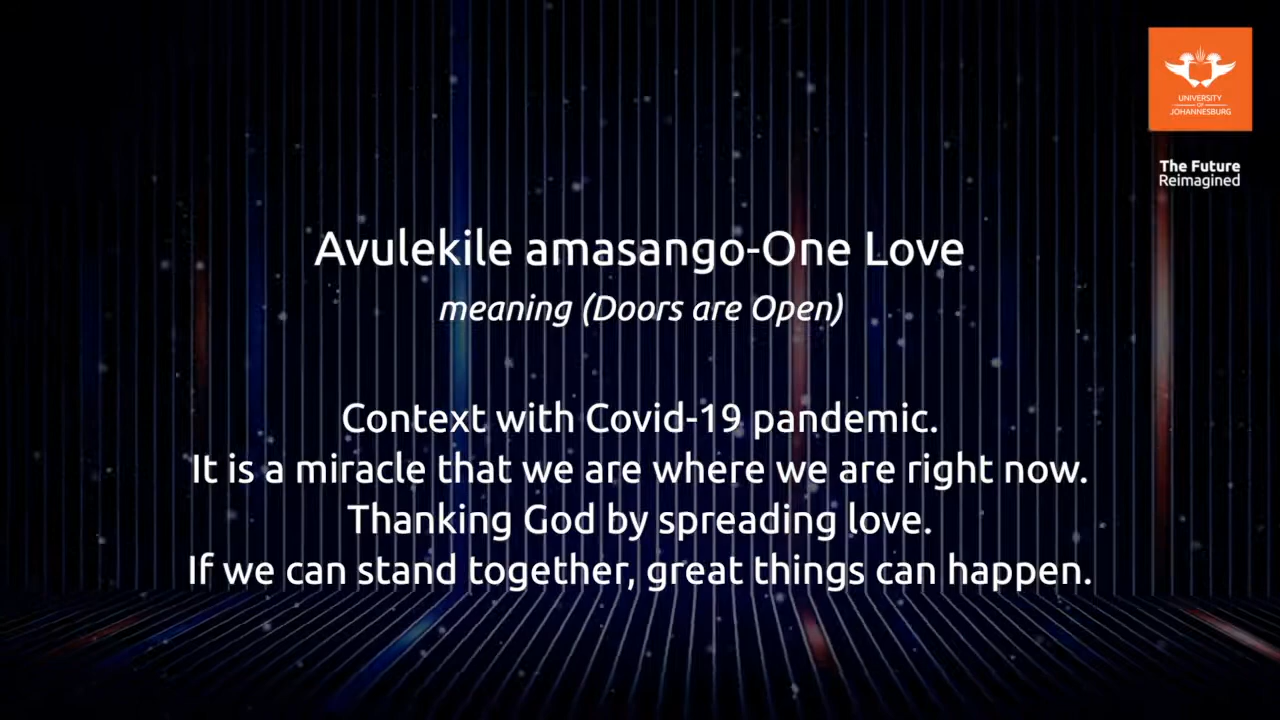 UNIVERSITY
OF
JOHANNESBURG
The Future
Reimagined
Avulekile amasango-One Love
meaning (Doors are Open)
Context with Covid-19 pandemic.
It is a miracle that we are where we are right now.
Thanking God by spreading love.
If we can stand together, great things can happen.